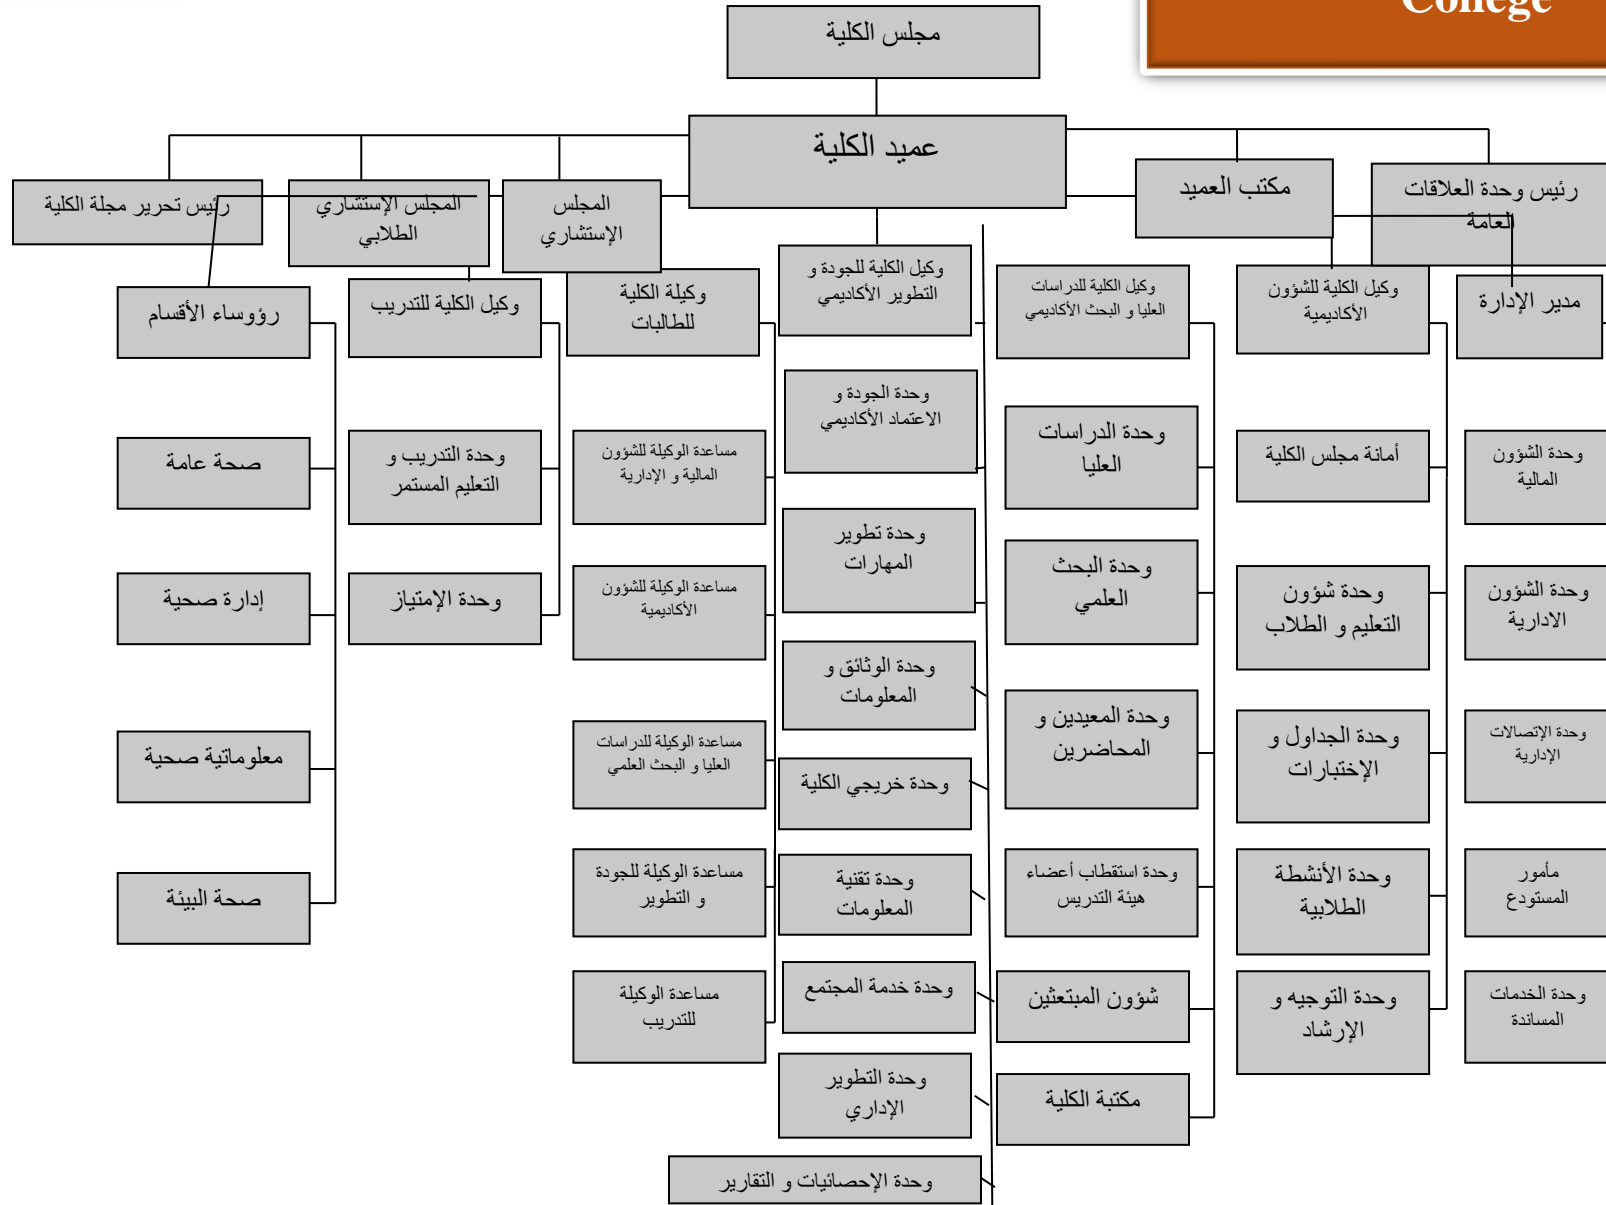 College
مجلس الكلية
عميد الكلية
رئيس وحدة العلاقات
العامة
مكتب العميد
المجلس
الإستشاري
المجلس الإستشاري
الطلابي
رئيس تحرير مجلة الكلية
مدير الإدارة
وكيل الكلية للشؤون
الأكاديمية
وكيل الكلية للدراسات
العليا و البحث الأكاديمي
وكيل الكلية للجودة و
التطوير الأكاديمي
وكيلة الكلية
للطالبات
وكيل الكلية للتدريب
رؤوساء الأقسام
وحدة الشؤون
المالية
وحدة الشؤون
الادارية
وحدة الإتصالات
الإدارية
مأمور
المستودع
وحدة الخدمات
المساندة
أمانة مجلس الكلية
وحدة شؤون
التعليم و الطلاب
وحدة الجداول و
الإختبارات
وحدة الأنشطة
الطلابية
وحدة التوجيه و
الإرشاد
وحدة الدراسات
العليا
وحدة البحث
العلمي
وحدة المعيدين و
المحاضرين
وحدة استقطاب أعضاء
هيئة التدريس
شؤون المبتعثين
مكتبة الكلية
وحدة الجودة و
الاعتماد الأكاديمي
وحدة تطوير
المهارات
وحدة الوثائق و
المعلومات
وحدة خريجي الكلية
وحدة تقنية
المعلومات
وحدة خدمة المجتمع
وحدة التطوير
الإداري
وحدة الإحصائيات و التقارير
مساعدة الوكيلة للشؤون
المالية و الإدارية
مساعدة الوكيلة للشؤون
الأكاديمية
مساعدة الوكيلة للدراسات
العليا و البحث العلمي
مساعدة الوكيلة للجودة
و التطوير
مساعدة الوكيلة
للتدريب
وحدة التدريب و
التعليم المستمر
وحدة الإمتياز
صحة عامة
إدارة صحية
معلوماتية صحية
صحة البيئة